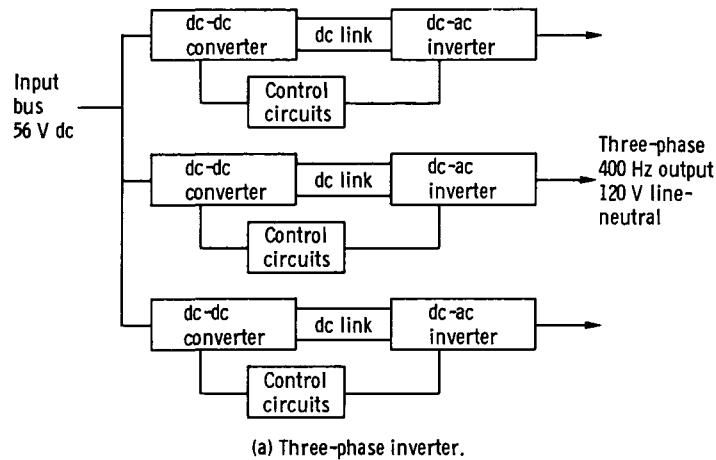 dc-dc
converter
dc link
dc-ac
inverter
Control
circuits
Input
bus
56 V dc
dc-dc
converter
dc link
dc-ac
inverter
Control
circuits
Three-phase
400 Hz output
120 V line-
neutral
dc-dc
converter
dc link
dc-ac
inverter
Control
circuits
(a) Three-phase inverter.